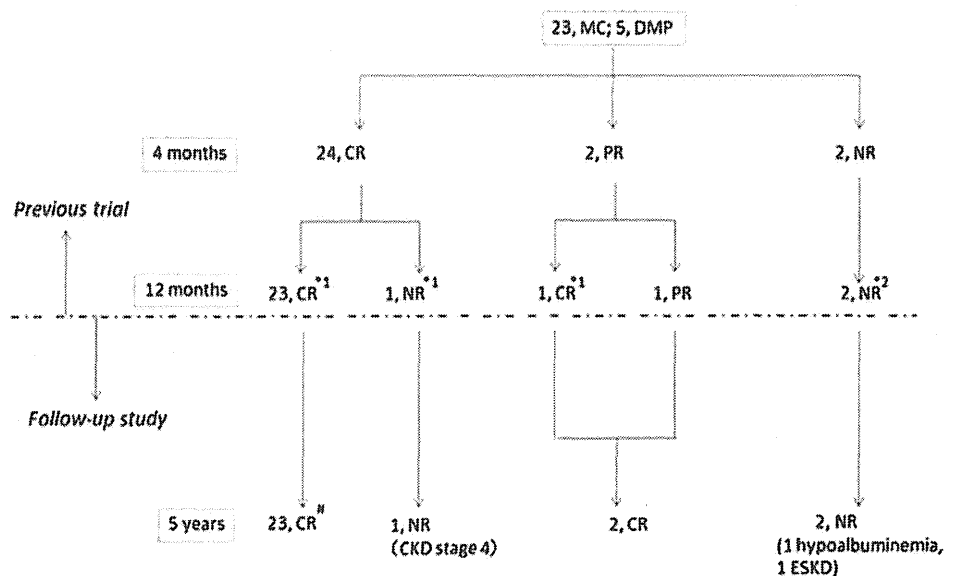 23, MC; 5, DMP
4 months
24, CR
2, PR
2, NR
Previous trial
12 months
23, CR*1
1, NR*1
1, CR*1
1, PR
2, NR*2
Follow-up study
5 years
23, CR#
1, NR
(CKD stage 4)
2, CR
2, NR
(1 hypoalbuminemia,
1 ESKD)